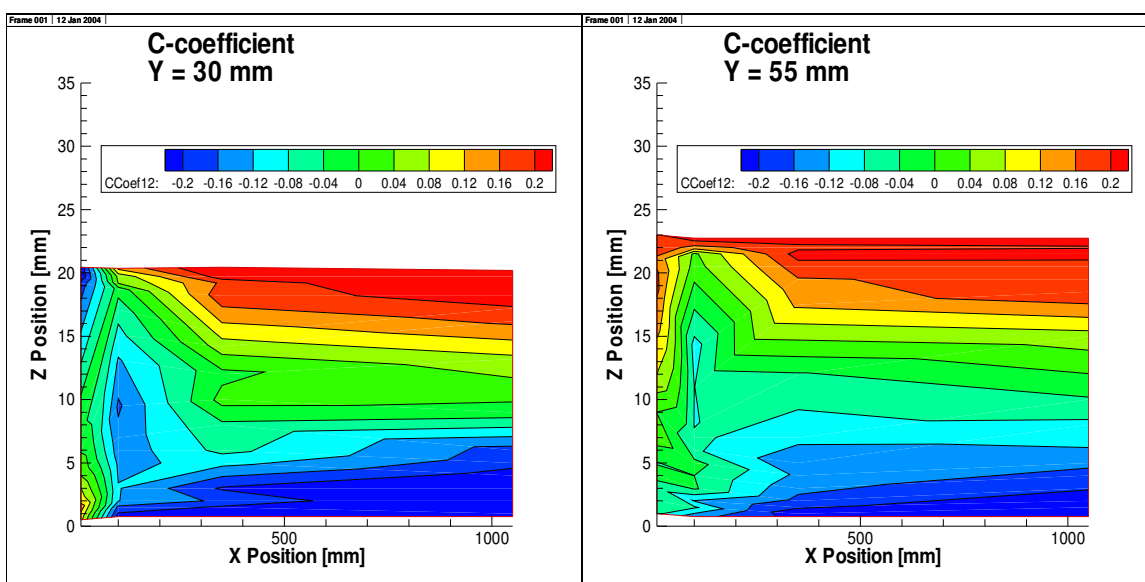 Frame 001 | 12 Jan 2004 |
C-coefficient
Y = 30 mm
CCoef12: -0.2 -0.16 -0.12 -0.08 -0.04 0 0.04 0.08 0.12 0.16 0.2
35
30
25
20
15
10
5
0
Z Position [mm]
500 1000
X Position [mm]
Frame 001 | 12 Jan 2004 |
C-coefficient
Y = 55 mm
CCoef12: -0.2 -0.16 -0.12 -0.08 -0.04 0 0.04 0.08 0.12 0.16 0.2
35
30
25
20
15
10
5
0
Z Position [mm]
500 1000
X Position [mm]